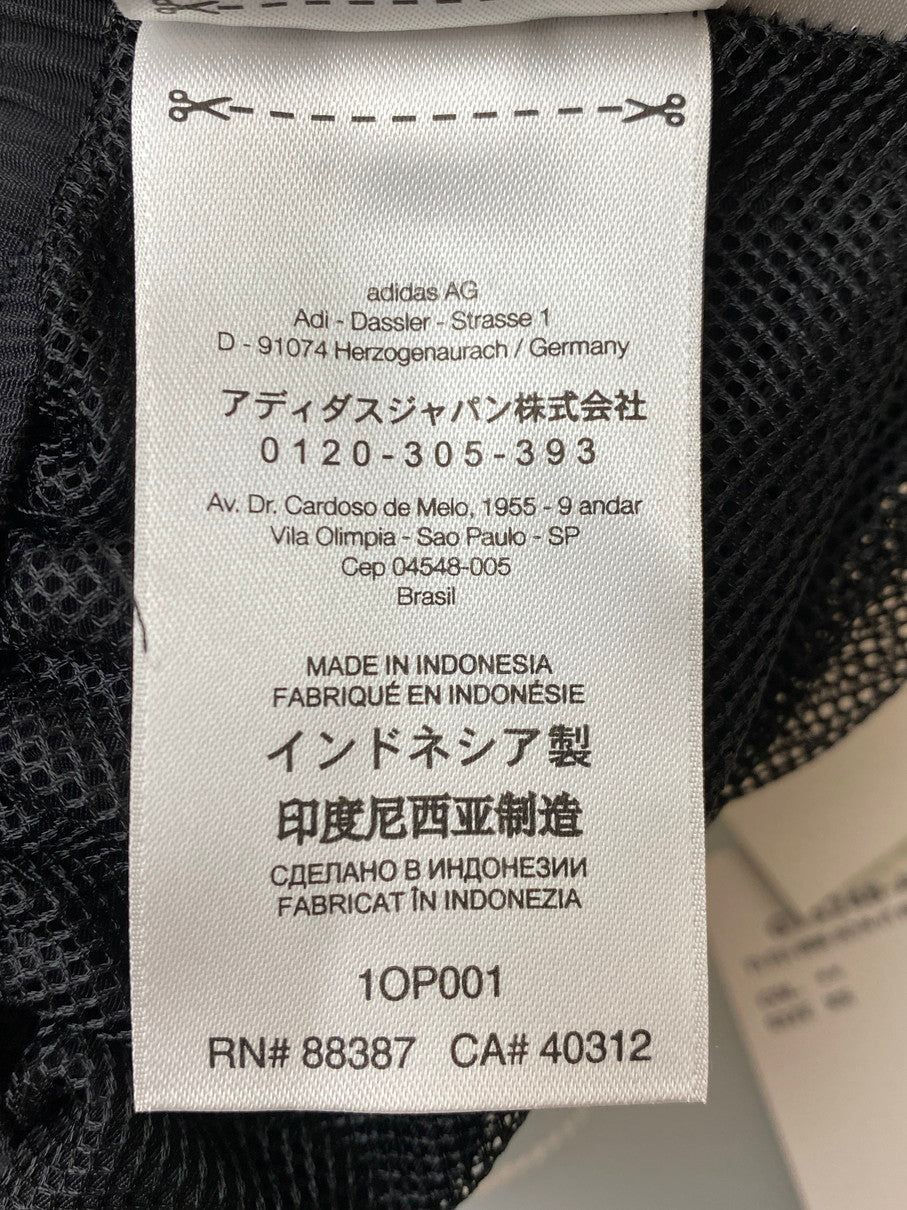 adidas AG
Adi - Dassler - Strasse 1
D - 91074 Herzogenaurach / Germany
アディダスジャパン株式会社
0120-305-393
Av. Dr. Cardoso de Melo, 1955 - 9 andar
Vila Olimpia - Sao Paulo - SP
Cep 04548-005
Brasil
MADE IN INDONESIA
FABRIQUÉ EN INDONÉSIE
インドネシア製
印度尼西亚制造
СДЕЛАНО В ИНДОНЕЗИИ
FABRICAT ÎN INDONEZIA
1OP001
RN# 88387 CA# 40312